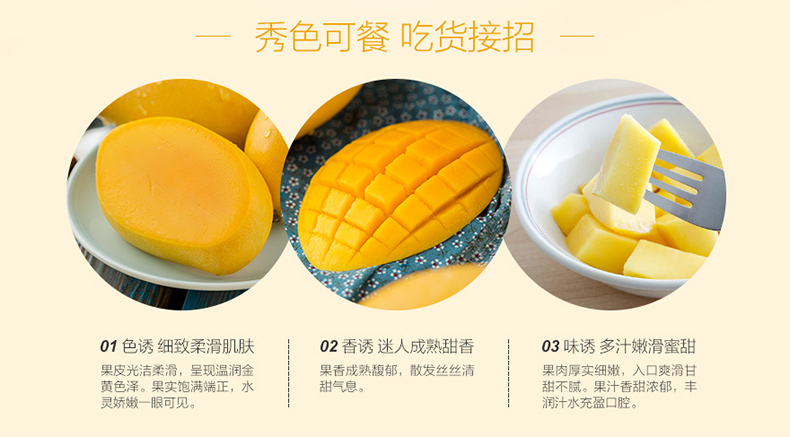 秀色可餐 吃货接招
01 色诱 细致柔滑肌肤
果皮光洁柔滑，呈现温润金
黄色泽。果实饱满端正，水
灵娇嫩一眼可见。
02 香诱 迷人成熟甜香
果香成熟馥郁，散发丝丝清
甜气息。
03 味诱 多汁嫩滑蜜甜
果肉厚实细嫩，入口爽滑甘
甜不腻。果汁香甜浓郁，丰
润汁水充盈口腔。